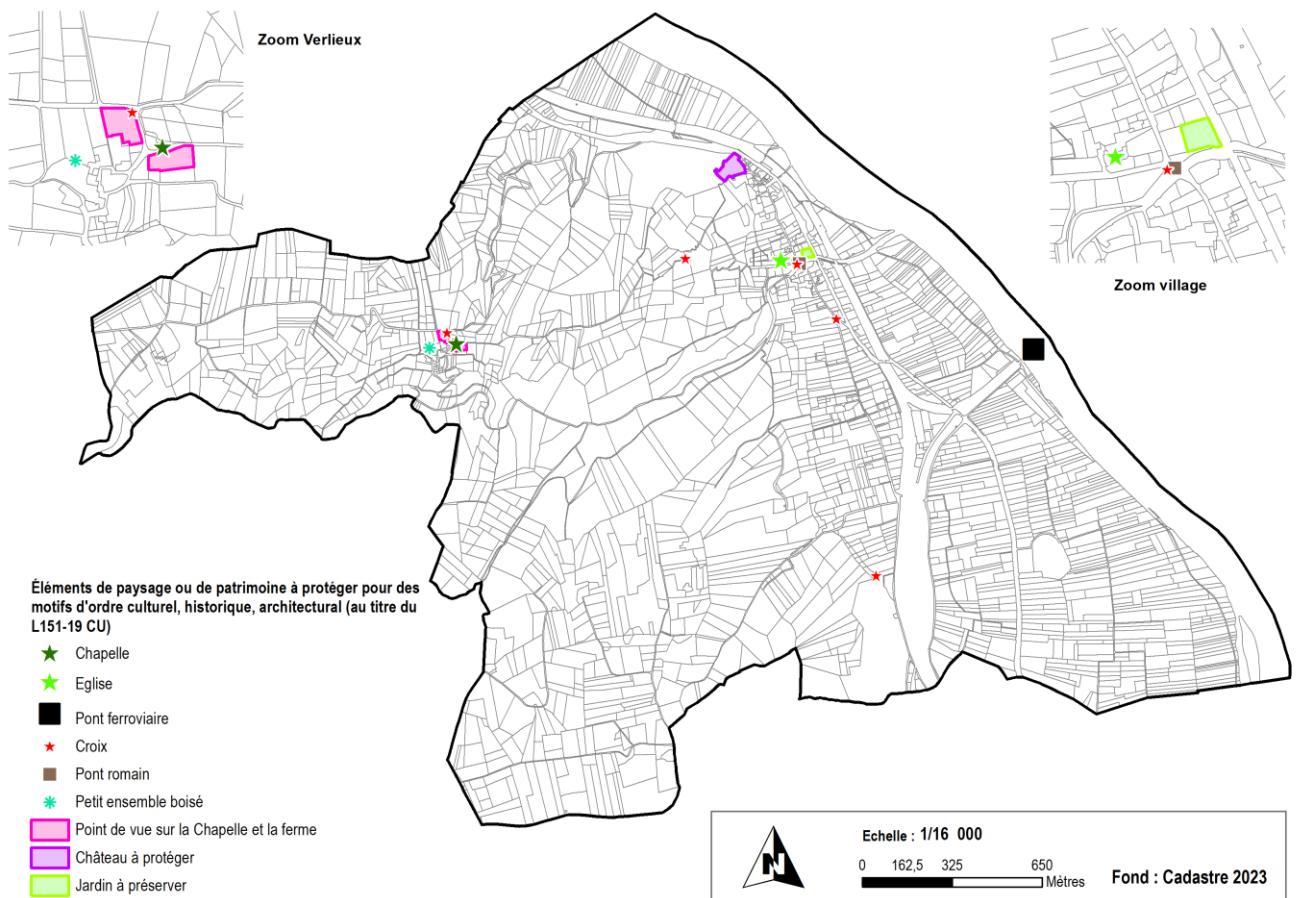 Zoom Verlieux
Zoom village
Éléments de paysage ou de patrimoine à protéger pour des
motifs d'ordre culturel, historique, architectural (au titre du
L151-19 CU)
Chapelle
Eglise
Pont ferroviaire
Croix
Pont romain
Petit ensemble boisé
Point de vue sur la Chapelle et la ferme
Château à protéger
Jardin à préserver
N
Echelle : 1/16 000
0 162,5 325 650
Mètres
Fond : Cadastre 2023